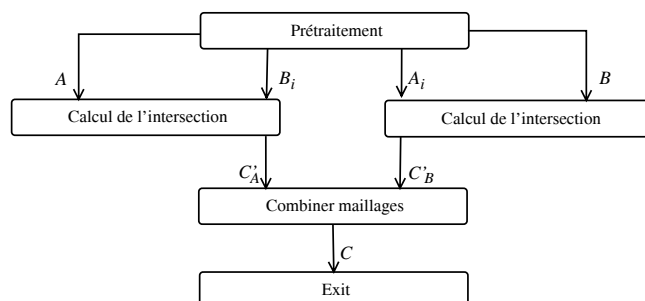 Prétraitement
A
B_i
A_i
B
Calcul de l'intersection
Calcul de l'intersection
C'_A
C'_B
Combiner maillages
C
Exit